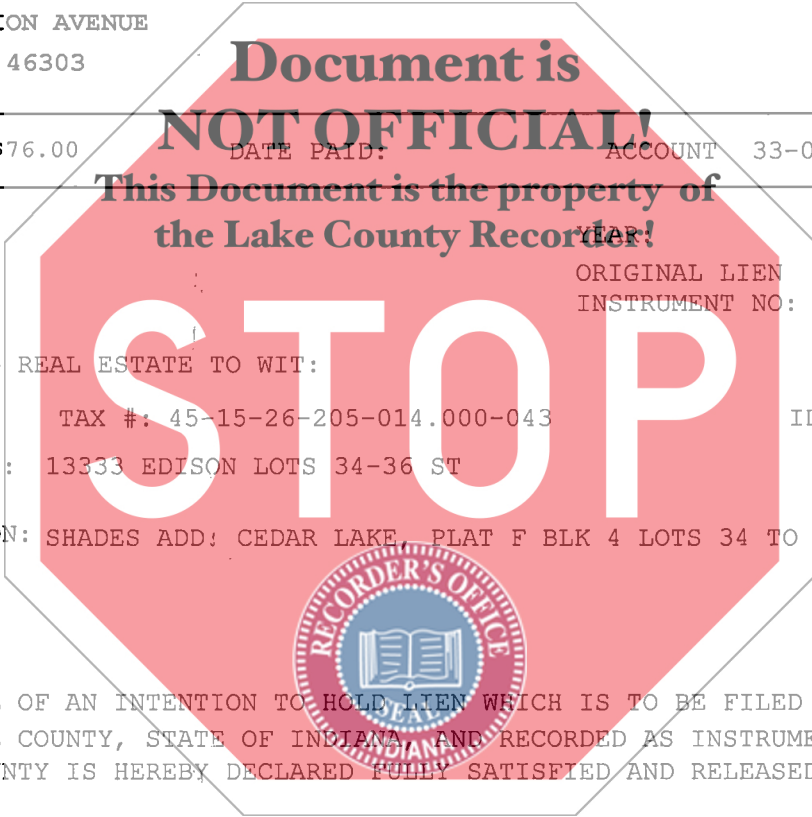 ON AVENUE
46303
Document is
NOT OFFICIAL!
76.00 DATE PAID: ACCOUNT 33-0
This Document is the property of
the Lake County Recorder!
YEAR:
ORIGINAL LIEN
INSTRUMENT NO:
STOP
REAL ESTATE TO WIT:
TAX #: 45-15-26-205-014.000-043
: 13333 EDISON LOTS 34-36 ST
N: SHADES ADD: CEDAR LAKE, PLAT F BLK 4 LOTS 34 TO
RECORDER'S OFFICE
SEAL
INDIANA
OF AN INTENTION TO HOLD LIEN WHICH IS TO BE FILED
COUNTY, STATE OF INDIANA, AND RECORDED AS INSTRUME
NTY IS HEREBY DECLARED FULLY SATISFIED AND RELEASED